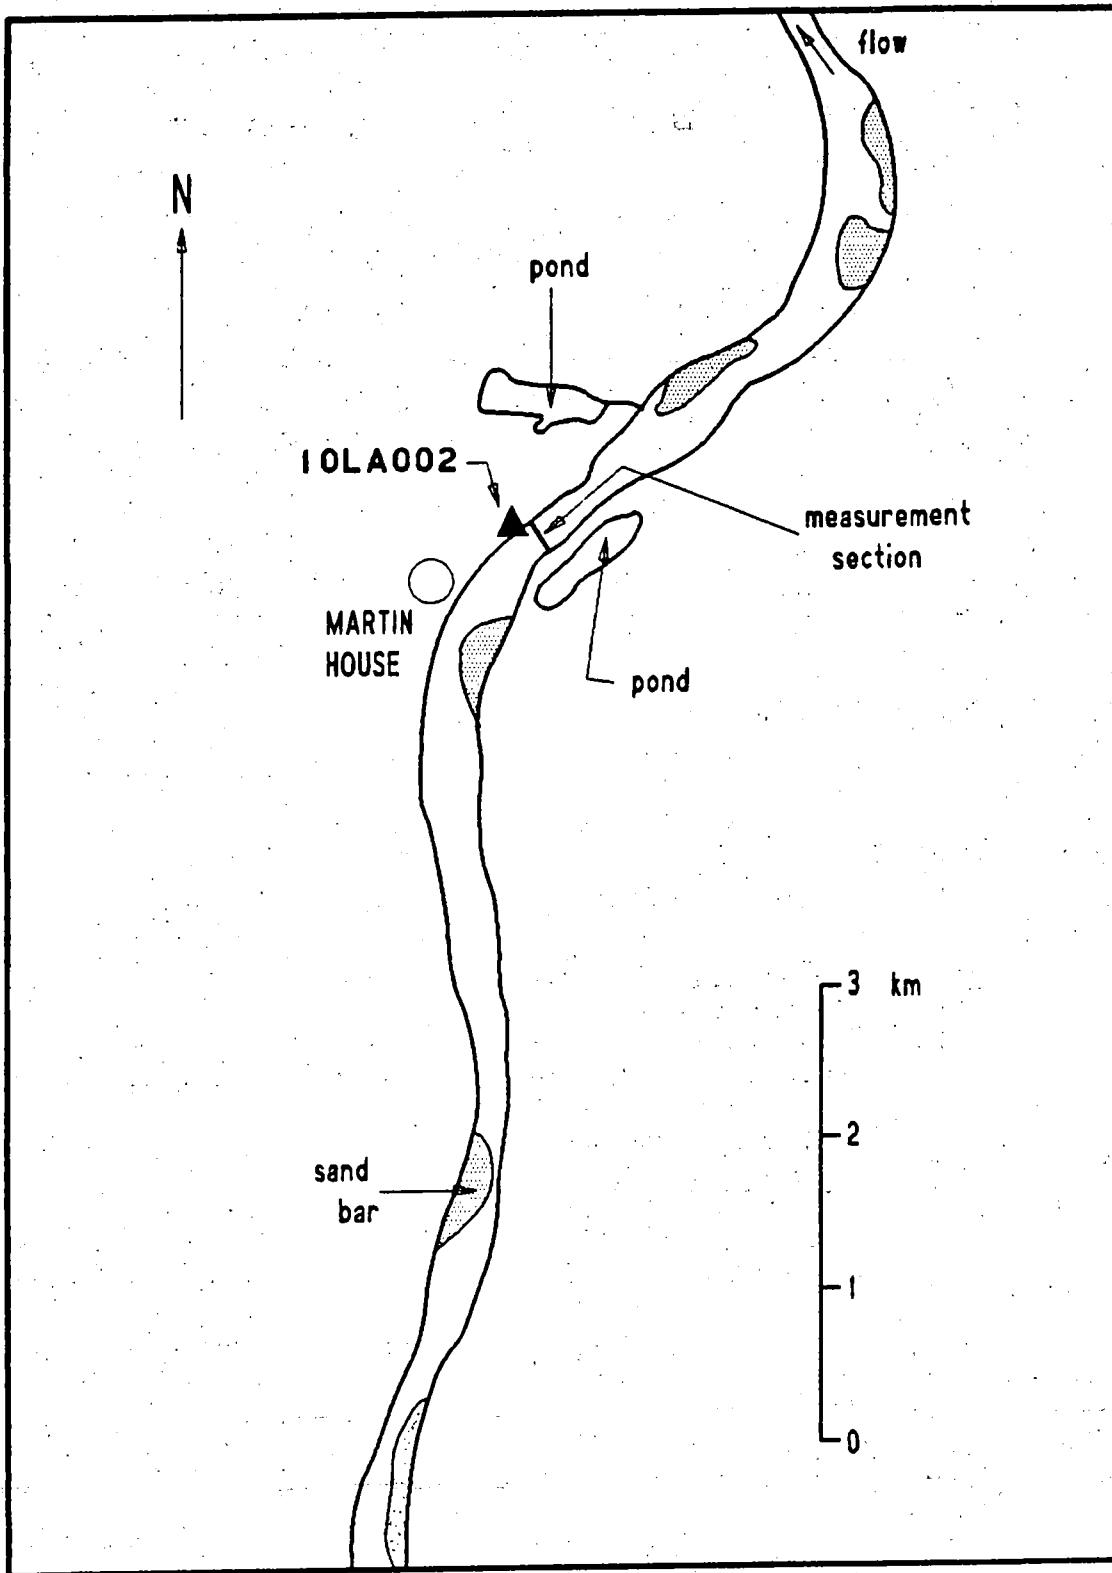 flow
N
pond
10LA002
measurement
section
MARTIN
HOUSE
pond
3 km
2
sand
bar
1
0